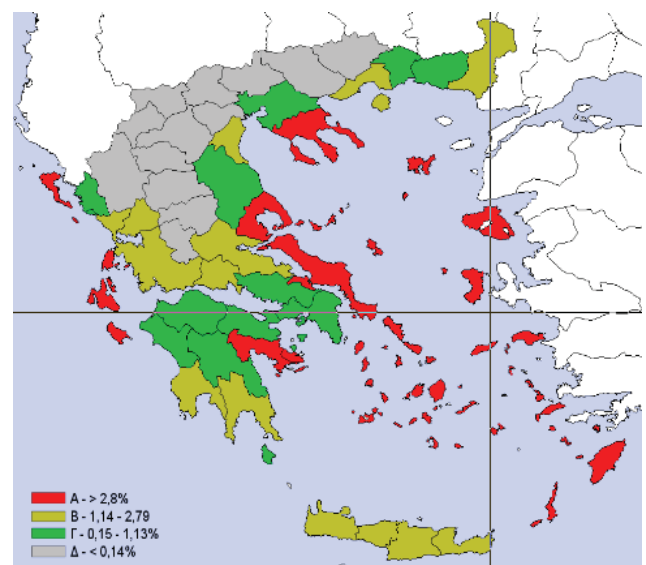 Α - > 2,8%
Β - 1,14 - 2,79
Γ - 0,15 - 1,13%
Δ - < 0,14%